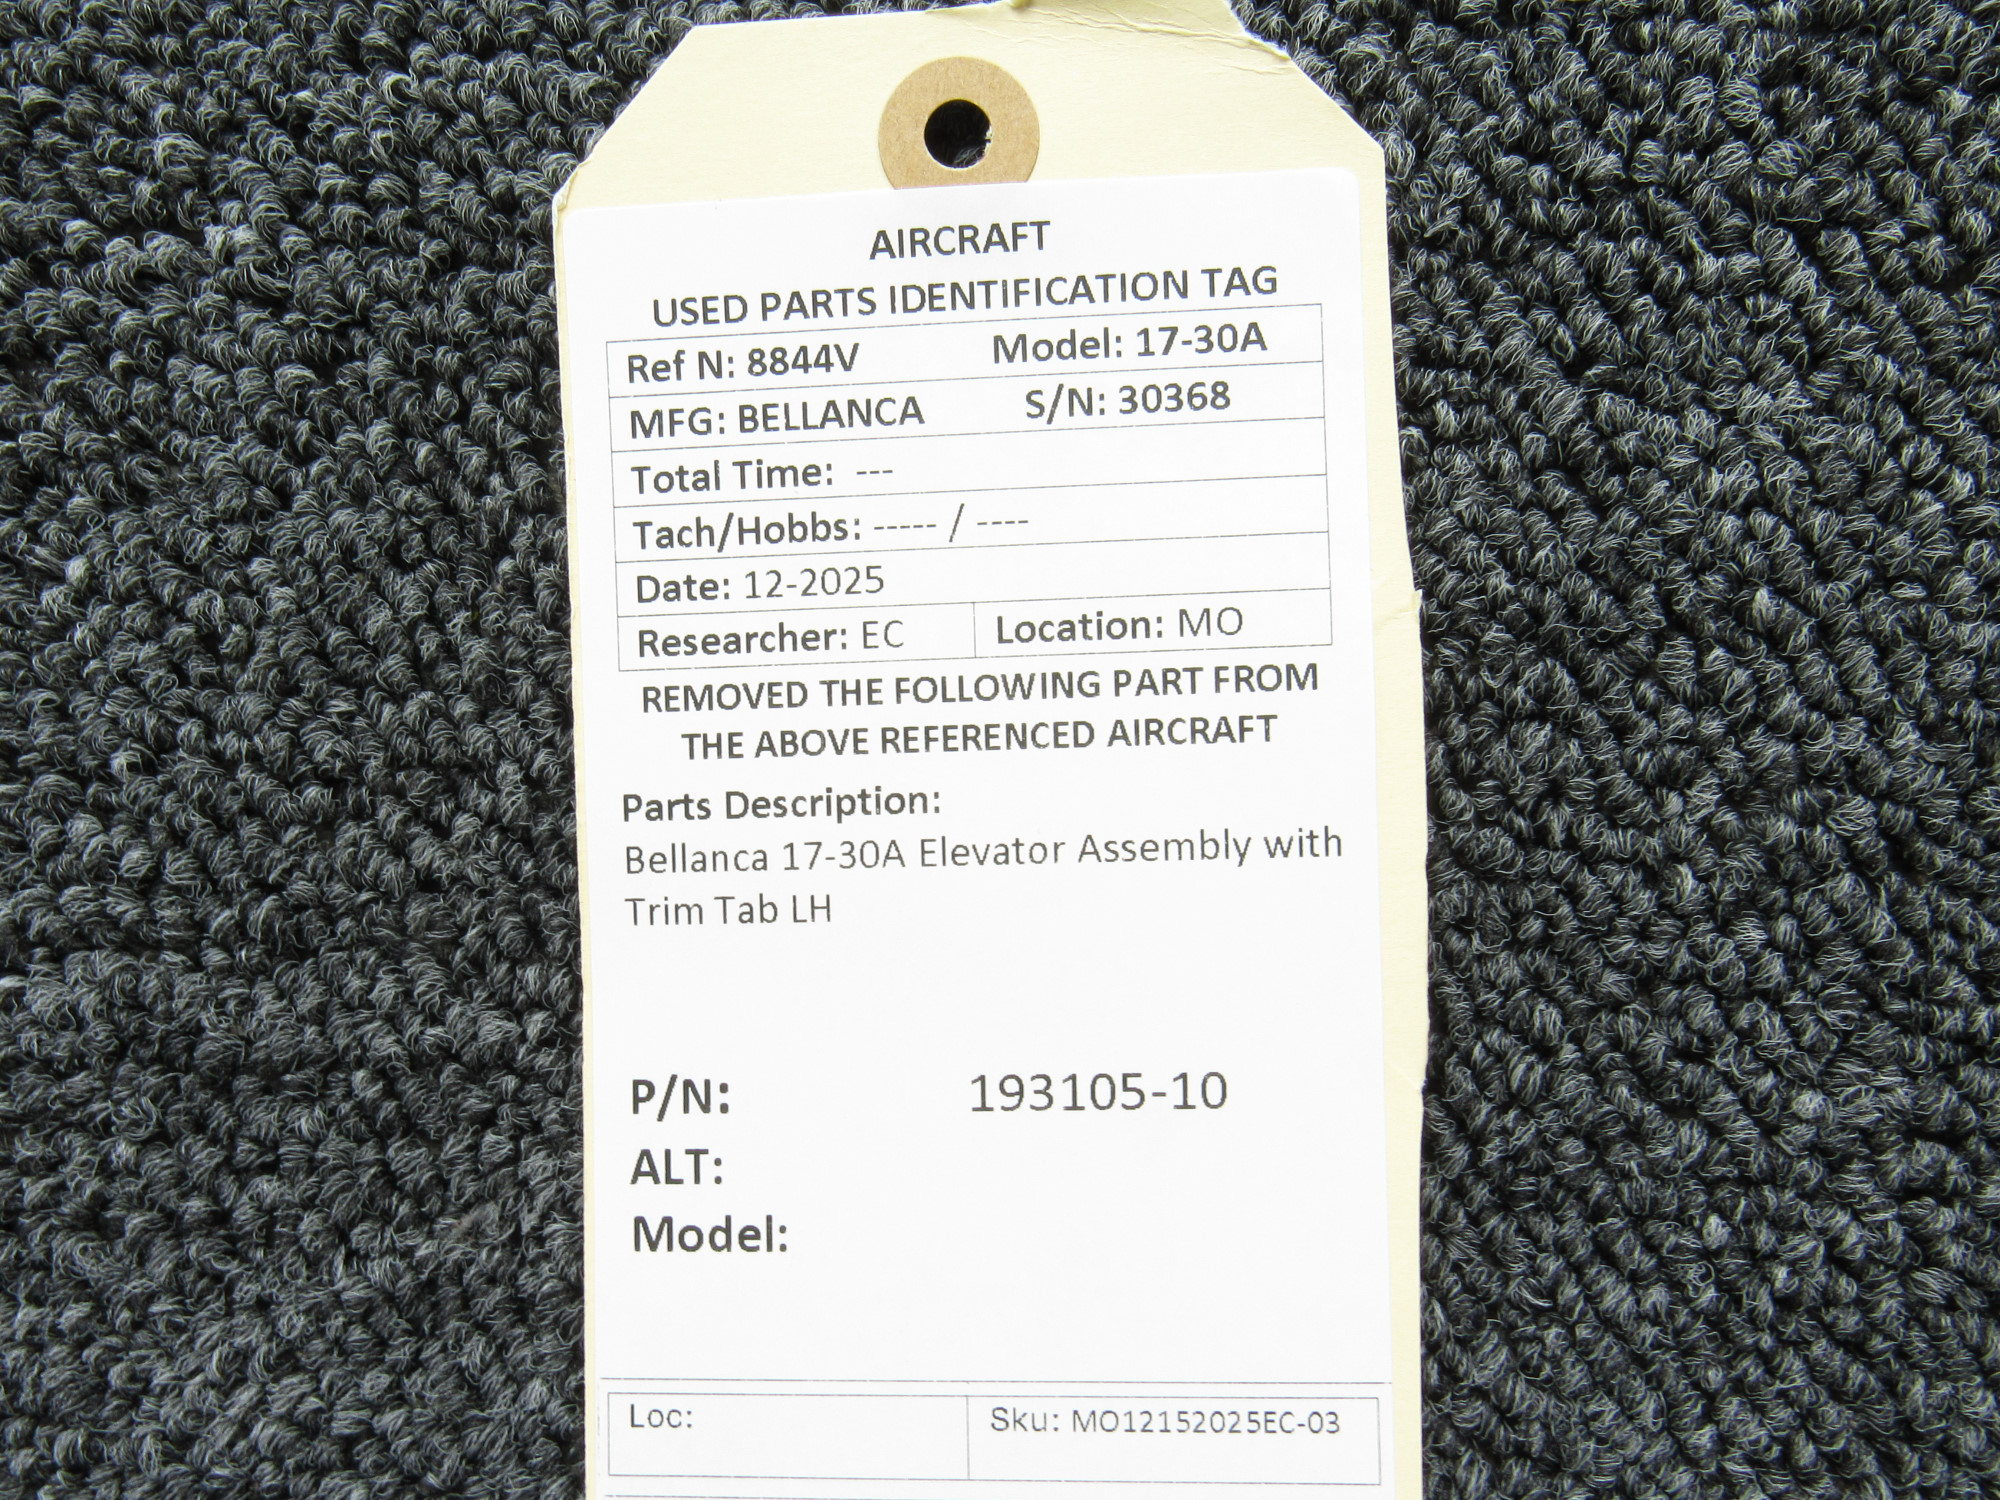 AIRCRAFT
USED PARTS IDENTIFICATION TAG
Ref N: 8844V Model: 17-30A
MFG: BELLANCA S/N: 30368
Total Time: ---
Tach/Hobbs: ----- / ----
Date: 12-2025
Researcher: EC Location: MO
REMOVED THE FOLLOWING PART FROM
THE ABOVE REFERENCED AIRCRAFT
Parts Description:
Bellanca 17-30A Elevator Assembly with
Trim Tab LH
P/N: 193105-10
ALT:
Model:
Loc: Sku: MO12152025EC-03